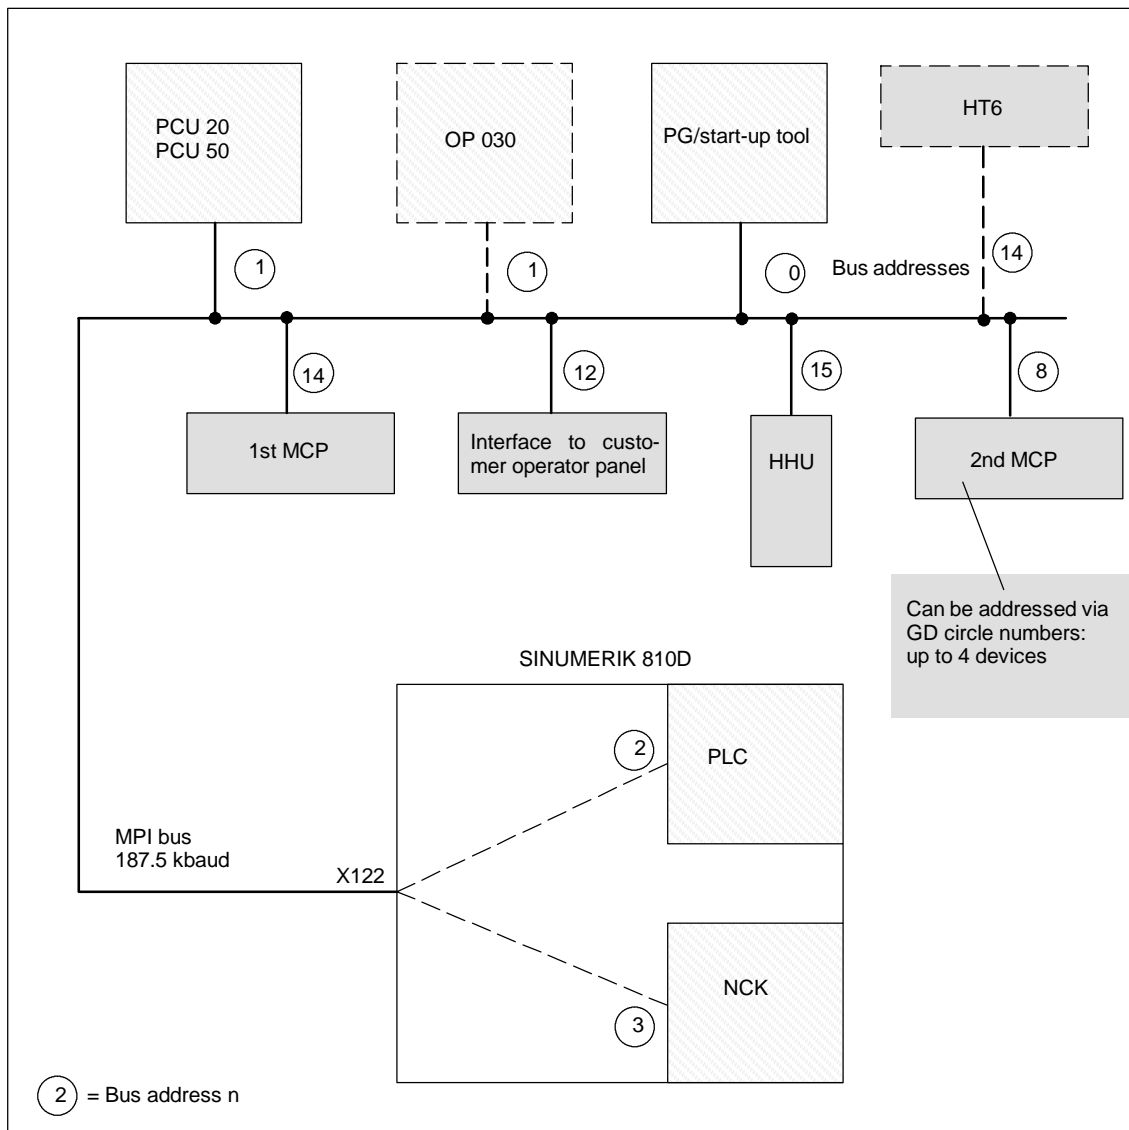 PCU 20
PCU 50
OP 030
PG/start-up tool
HT6
1
1
0
Bus addresses
14
14
12
15
8
1st MCP
Interface to custo-
mer operator panel
HHU
2nd MCP
Can be addressed via
GD circle numbers:
up to 4 devices
SINUMERIK 810D
2
PLC
MPI bus
187.5 kbaud
X122
NCK
3
2 = Bus address n